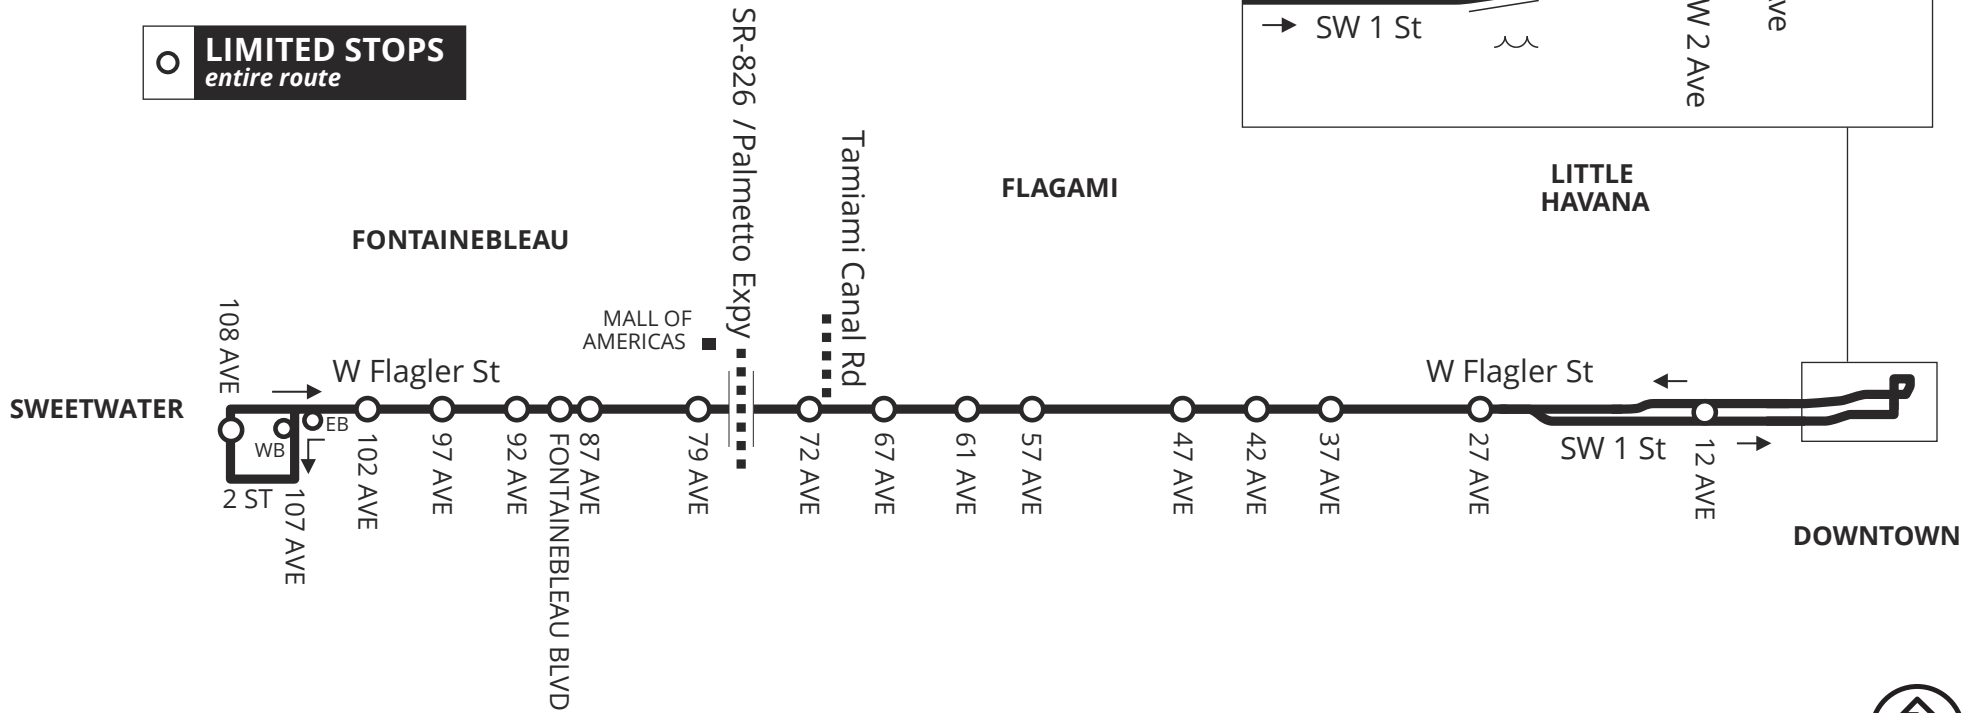 LIMITED STOPS
entire route
SR-826 / Palmetto Expy
SW 1 St
W 2 Ave
ve
Tamiami Canal Rd
FLAGAMI
LITTLE
HAVANA
FONTAINEBLEAU
108 AVE
MALL OF
AMERICAS
W Flagler St
W Flagler St
SWEETWATER
EB
WB
2 ST
107 AVE
102 AVE
97 AVE
92 AVE
FONTAINEBLEAU BLVD
87 AVE
79 AVE
72 AVE
67 AVE
61 AVE
57 AVE
47 AVE
42 AVE
37 AVE
27 AVE
SW 1 St
12 AVE
DOWNTOWN